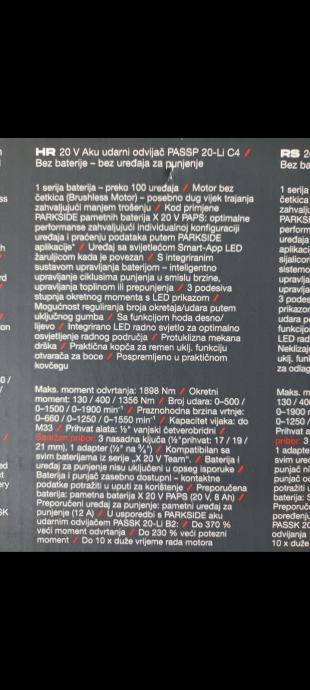 HR 20 V Aku udarni odvijač PASSP 20-Li C4 /
Bez baterije – bez uređaja za punjenje
1 serija baterija – preko 100 uređaja / Motor bez
četkica (Brushless Motor) – posebno dug vijek trajanja
zahvaljujući manjem trošenju / Kod primjene
PARKSIDE pametnih baterija X 20 V PAPS: optimalne
performanse zahvaljujući individualnoj konfiguraciji
uređaja i praćenju podataka putem PARKSIDE
aplikacije* / Uređaj sa svijetlećom Smart-App LED
žaruljicom kada je povezan / S integriranim
sustavom upravljanja baterijom – inteligentno
upravljanje ciklusima punjenja u smislu brzine,
upravljanja toplinom ili prepunjenja / 3 podesiva
stupnja okretnog momenta s LED prikazom /
Mogućnost reguliranja broja okretaja/udara putem
uključnog gumba / Sa funkcijom hoda desno/
lijevo / Integrirano LED radno svjetlo za optimalno
osvjetljenje radnog područja / Protuklizna mekana
drška / Praktična kopča za remen uklj. funkciju
otvarača za boce / Pospremljeno u praktičnom
kovčegu
Maks. moment odvrtanja: 1898 Nm / Okretni
moment: 130 / 400 / 1356 Nm / Broj udara: 0–500 /
0–1500 / 0–1900 min⁻¹ / Praznohodna brzina vrtnje:
0–660 / 0–1250 / 0–1550 min⁻¹ / Kapacitet vijaka: do
M33 / Prihvat alata: ½" vanjski četverobridni /
Sadržan pribor: 3 nasadna ključa (½"prihvat: 17 / 19 /
21 mm), 1 adapter (½" na ¾") / Kompatibilan sa
svim baterijama iz serije „X 20 V Team". / Baterija i
uređaj za punjenje nisu uključeni u opseg isporuke /
Baterija i punjač zasebno dostupni – kontaktne
podatke potražiti u uputi za korištenje / Preporučena
baterija: pametna baterija X 20 V PAPS (20 V, 8 Ah) /
Preporučeni uređaj za punjenje: pametni uređaj za
punjenje (12 A) / U usporedbi s PARKSIDE aku
udarnim odvijačem PASSK 20-Li B2: / Do 370 %
veći moment odvrtanja / Do 230 % veći potezni
moment / Do 10 x duže vrijeme rada motora